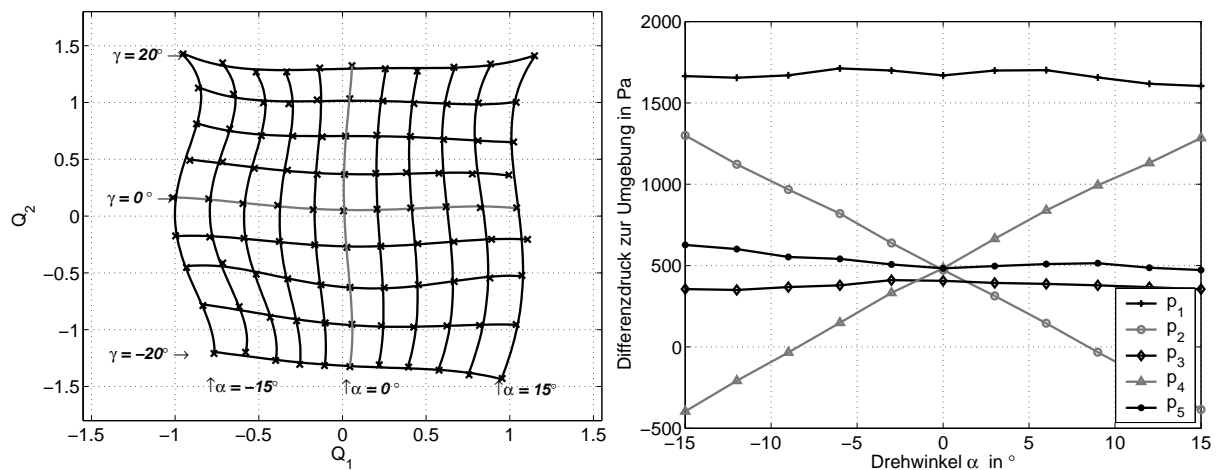 1.5
1
0.5
0
−0.5
−1
−1.5
Q2
−1.5
−1
−0.5
0
0.5
1
1.5
Q1
γ = 20° →
γ = 0° →
γ = −20° →
↑α = −15°
↑α = 0°
↑α = 15°
2000
1500
1000
500
0
−500
Differenzdruck zur Umgebung in Pa
−15
−10
−5
0
5
10
15
Drehwinkel α in °
p1
p2
p3
p4
p5